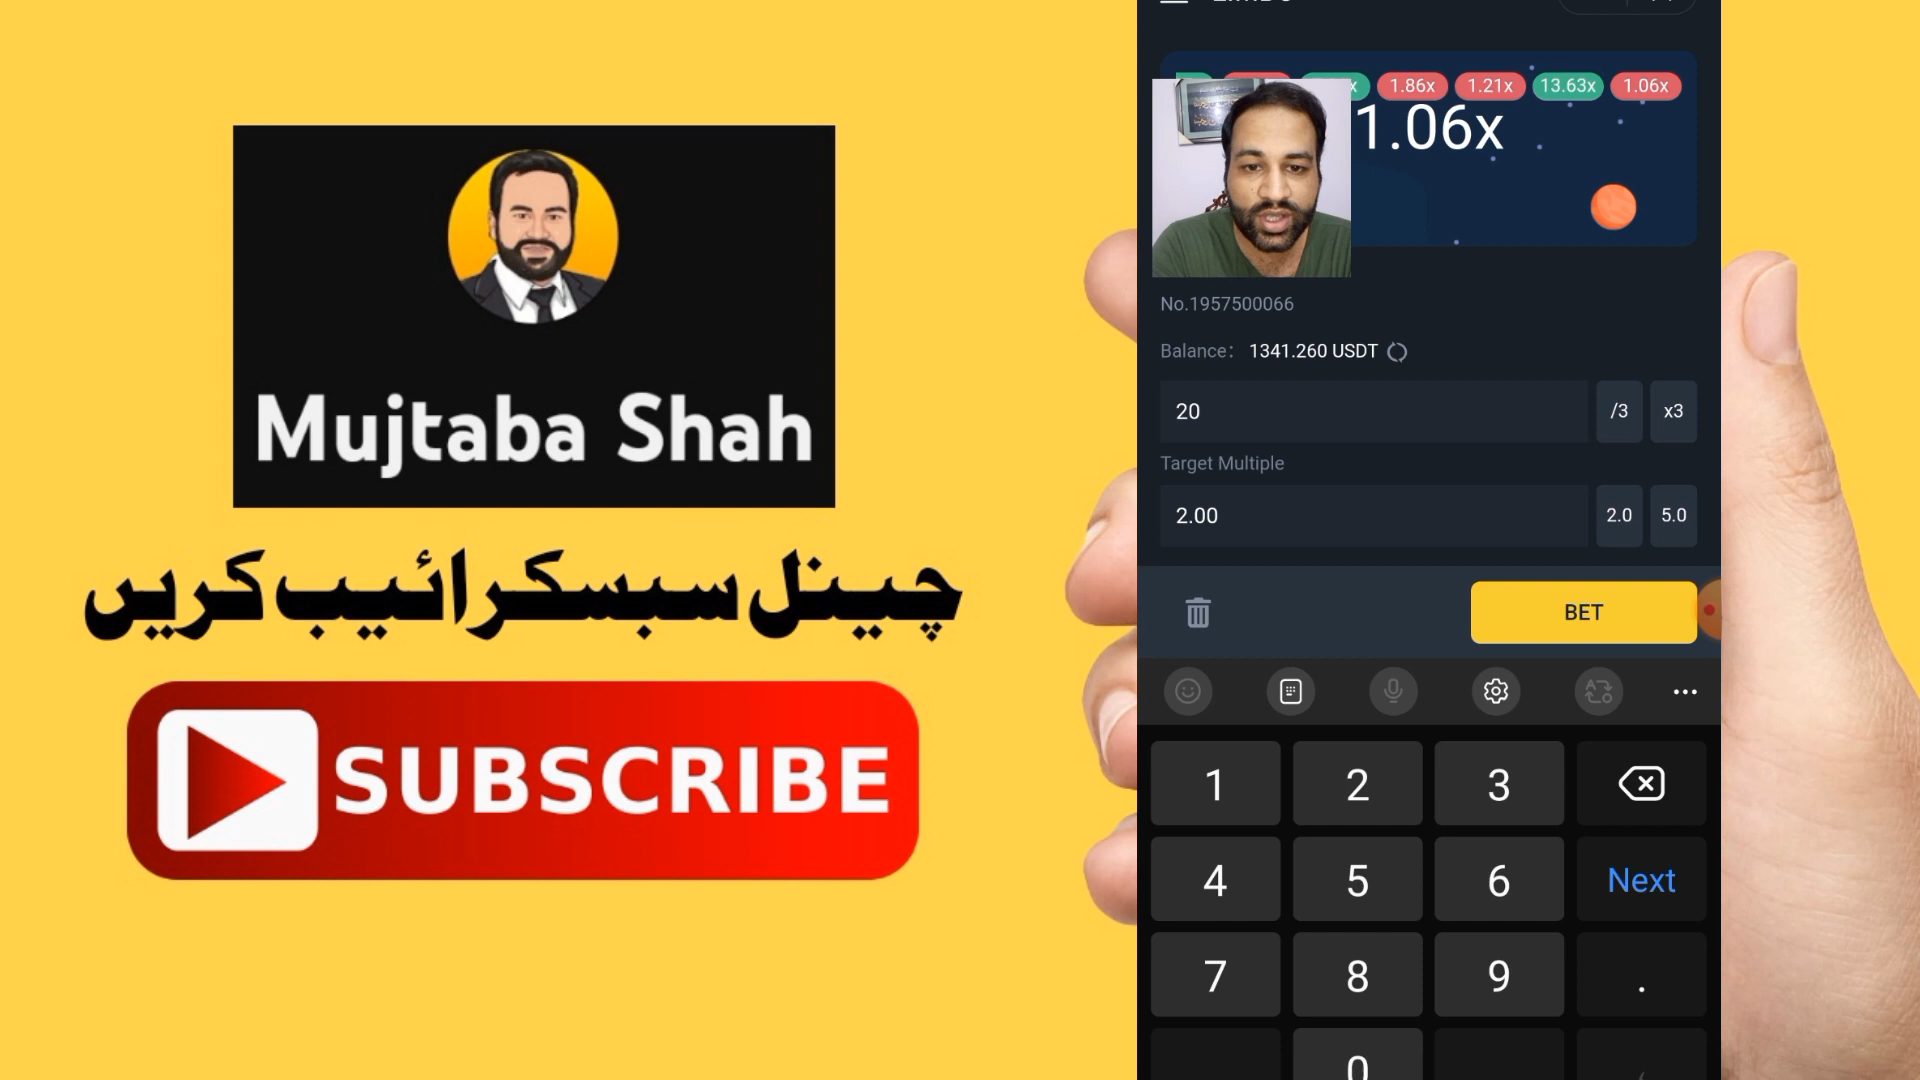 Mujtaba Shah
چینل سبسکرائیب کریں
SUBSCRIBE
1.86x 1.21x 13.63x 1.06x
1.06x
No.1957500066
Balance: 1341.260 USDT
20 /3 x3
Target Multiple
2.00 2.0 5.0
BET
1 2 3
4 5 6 Next
7 8 9 .
0